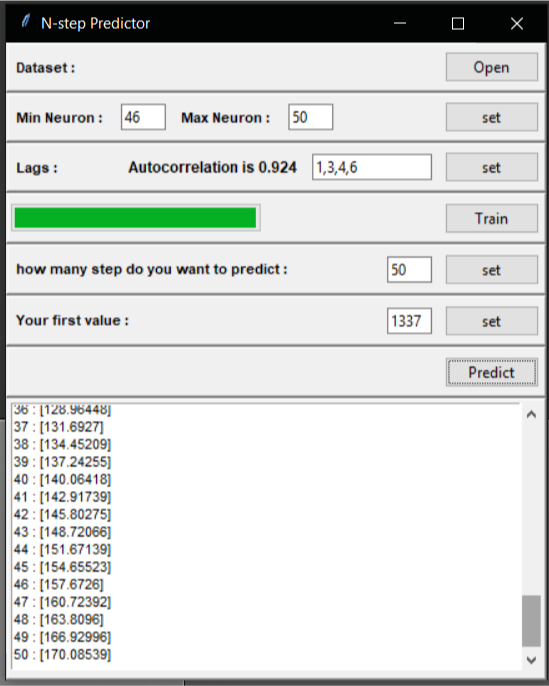 N-step Predictor
Dataset : Open
Min Neuron : 46 Max Neuron : 50 set
Lags : Autocorrelation is 0.924 1,3,4,6 set
Train
how many step do you want to predict : 50 set
Your first value : 1337 set
Predict
36 : [128.96448]
37 : [131.6927]
38 : [134.45209]
39 : [137.24255]
40 : [140.06418]
41 : [142.91739]
42 : [145.80275]
43 : [148.72066]
44 : [151.67139]
45 : [154.65523]
46 : [157.6726]
47 : [160.72392]
48 : [163.8096]
49 : [166.92996]
50 : [170.08539]